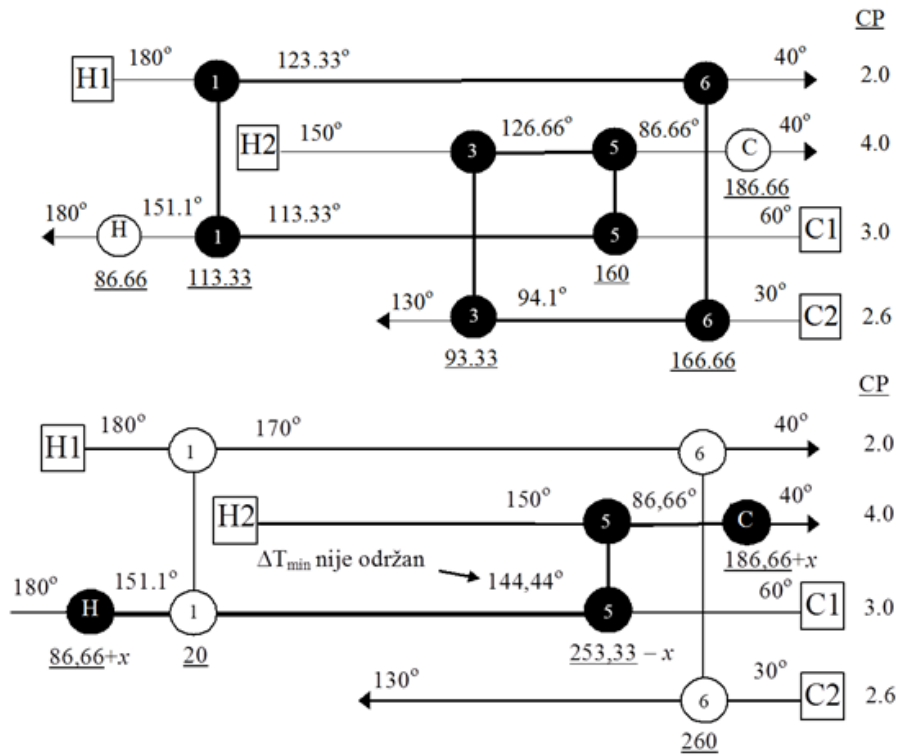 CP
180° 123.33° 40°
H1 1 6 2.0
150° 126.66° 86.66° 40°
H2 3 5 C 4.0
186.66
180° 151.1° 113.33° 60°
H 1 5 C1 3.0
86.66 113.33 160
130° 94.1° 30°
3 6 C2 2.6
93.33 166.66
CP
180° 170° 40°
H1 1 6 2.0
150° 86,66° 40°
H2 5 C 4.0
186,66+x
ΔTmin nije održan
180° 151.1° 144,44° 60°
H 1 5 C1 3.0
86,66+x 20 253,33 – x
130° 30°
6 C2 2.6
260